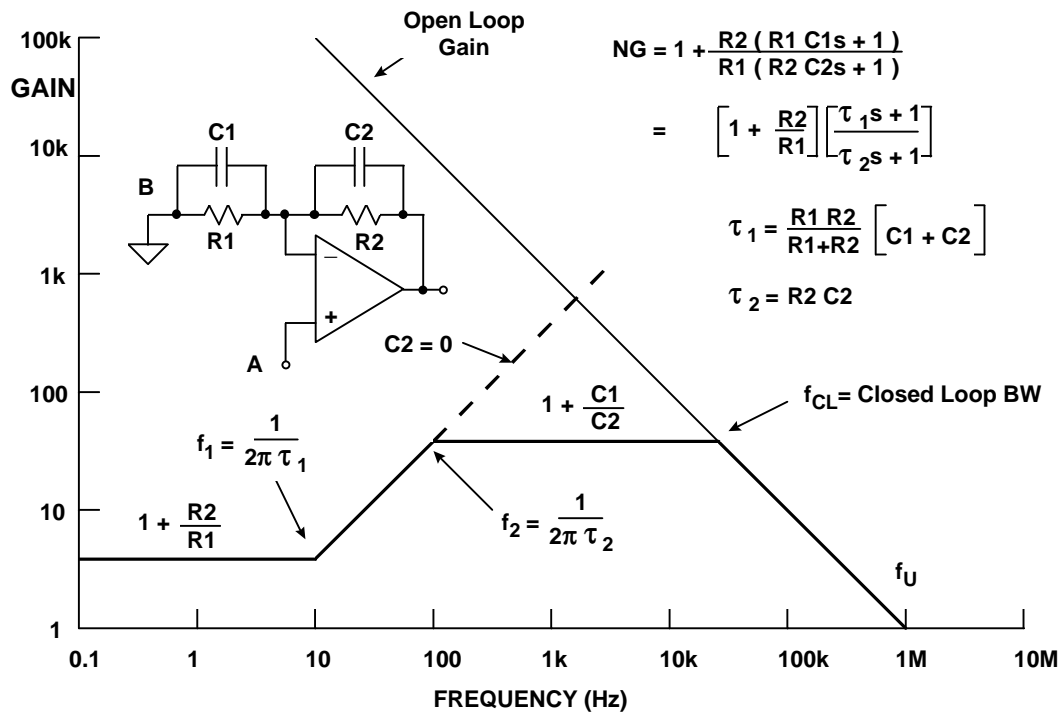 Open Loop
Gain
100k
GAIN
10k
1k
100
10
1
0.1
1
10
100
1k
10k
100k
1M
10M
FREQUENCY (Hz)
C1
C2
B
R1
R2
–
+
A
NG = 1 + R2 ( R1 C1s + 1 )
R1 ( R2 C2s + 1 )
= [ 1 + R2 ] [ τ1s + 1 ]
R1 τ2s + 1
τ1 = R1 R2 [ C1 + C2 ]
R1+R2
τ2 = R2 C2
C2 = 0
1 + C1
C2
fCL= Closed Loop BW
f1 = 1
2π τ1
1 + R2
R1
f2 = 1
2π τ2
fU